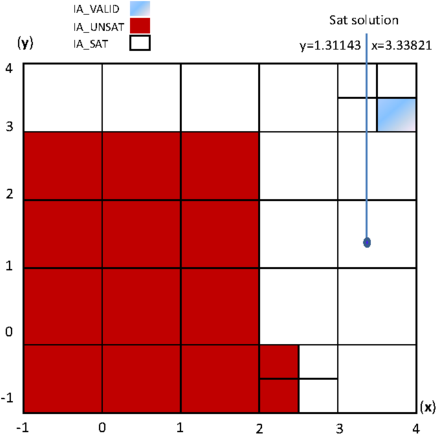 IA_VALID
IA_UNSAT
IA_SAT
Sat solution
y=1.31143 x=3.33821
(y)
4
3
2
1
0
-1
(x)
-1 0 1 2 3 4